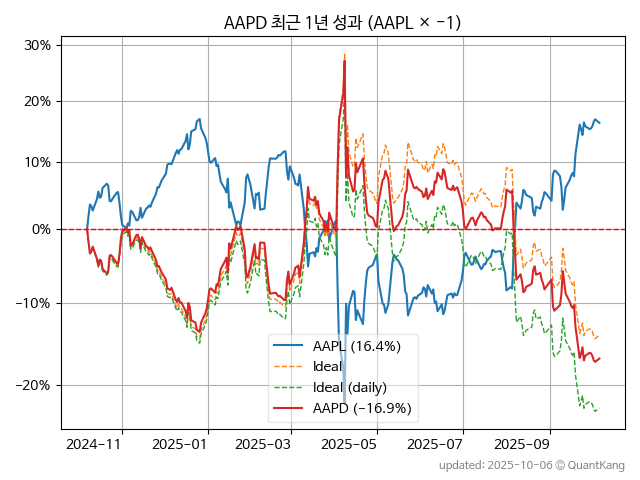 AAPD 최근 1년 성과 (AAPL × −1)
30%
20%
10%
0%
−10%
−20%
AAPL (16.4%)
Ideal
Ideal (daily)
AAPD (−16.9%)
2024-11
2025-01
2025-03
2025-05
2025-07
2025-09
updated: 2025-10-06 © QuantKang